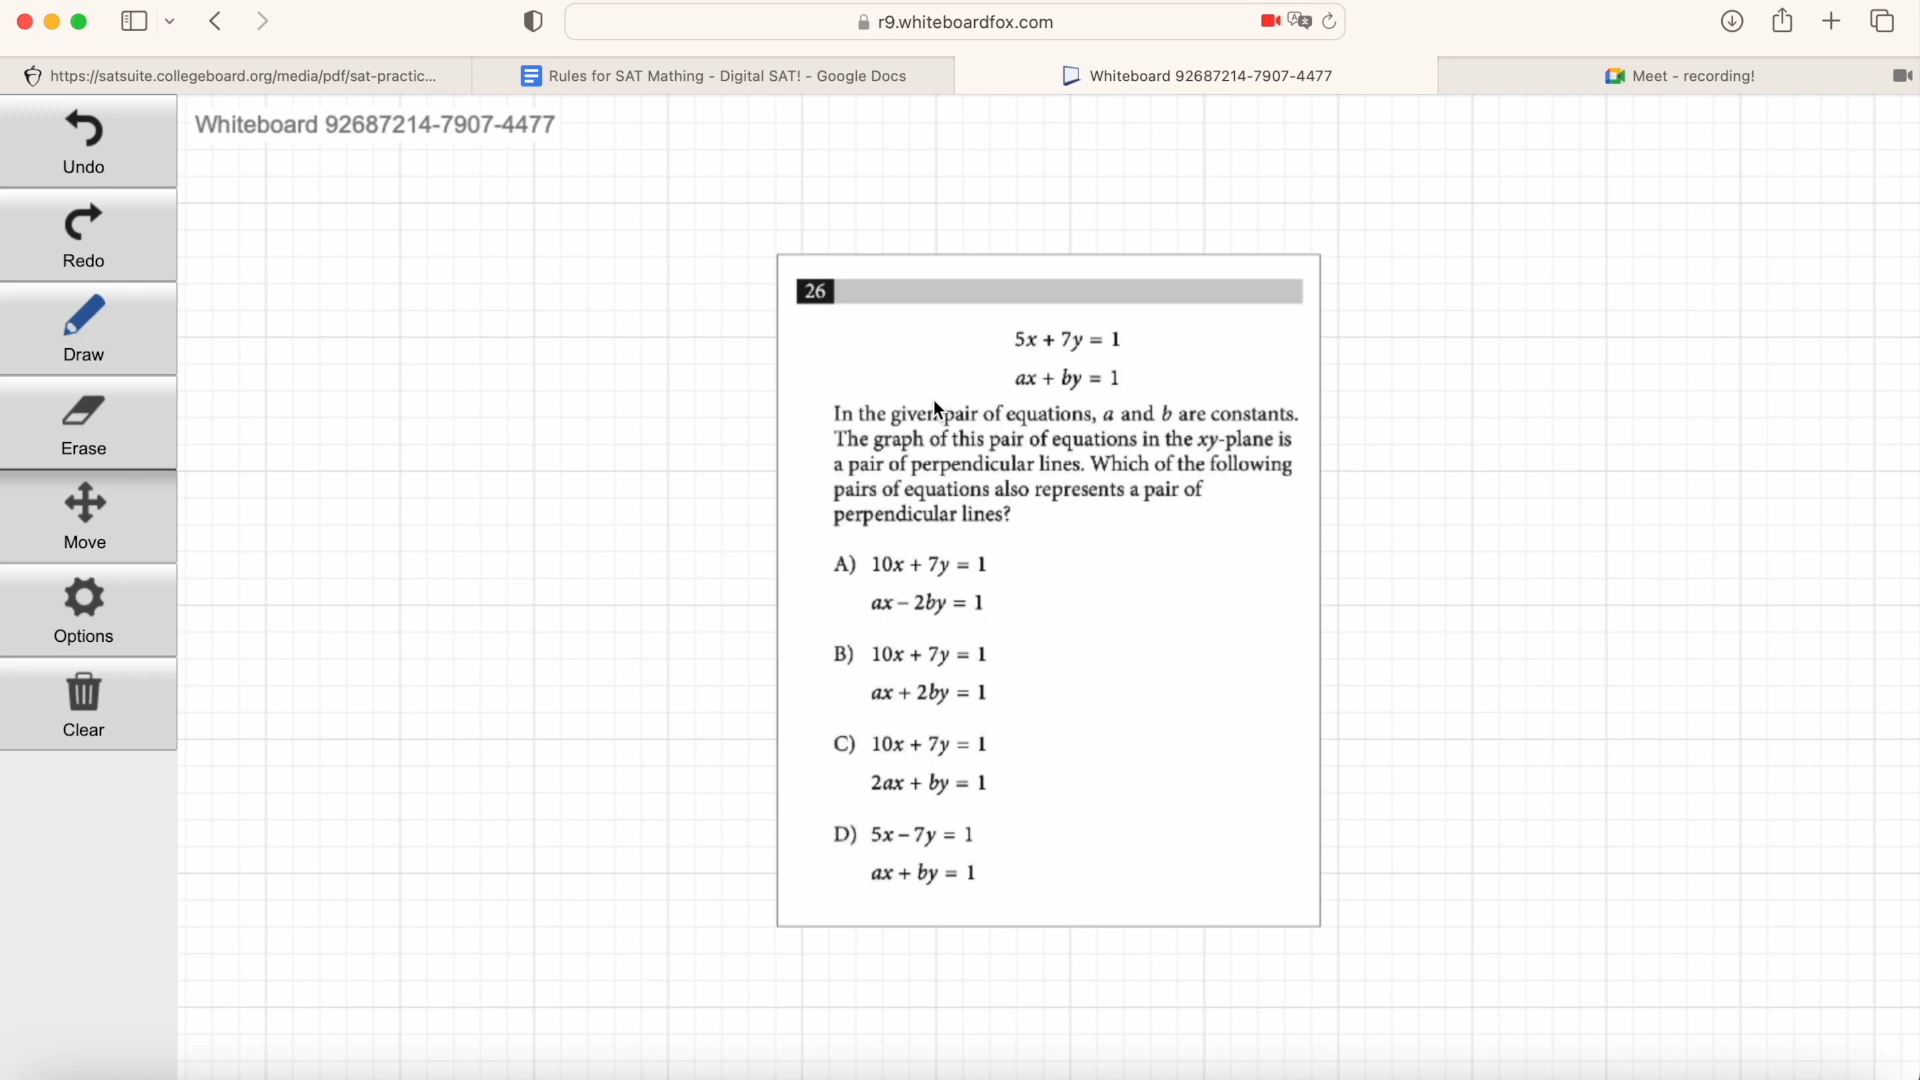 r9.whiteboardfox.com
https://satsuite.collegeboard.org/media/pdf/sat-practic...
Rules for SAT Mathing - Digital SAT! - Google Docs
Whiteboard 92687214-7907-4477
Meet - recording!
Whiteboard 92687214-7907-4477
Undo
Redo
Draw
Erase
Move
Options
Clear
26
5x + 7y = 1
ax + by = 1
In the given pair of equations, a and b are constants.
The graph of this pair of equations in the xy-plane is
a pair of perpendicular lines. Which of the following
pairs of equations also represents a pair of
perpendicular lines?
A) 10x + 7y = 1
ax – 2by = 1
B) 10x + 7y = 1
ax + 2by = 1
C) 10x + 7y = 1
2ax + by = 1
D) 5x – 7y = 1
ax + by = 1